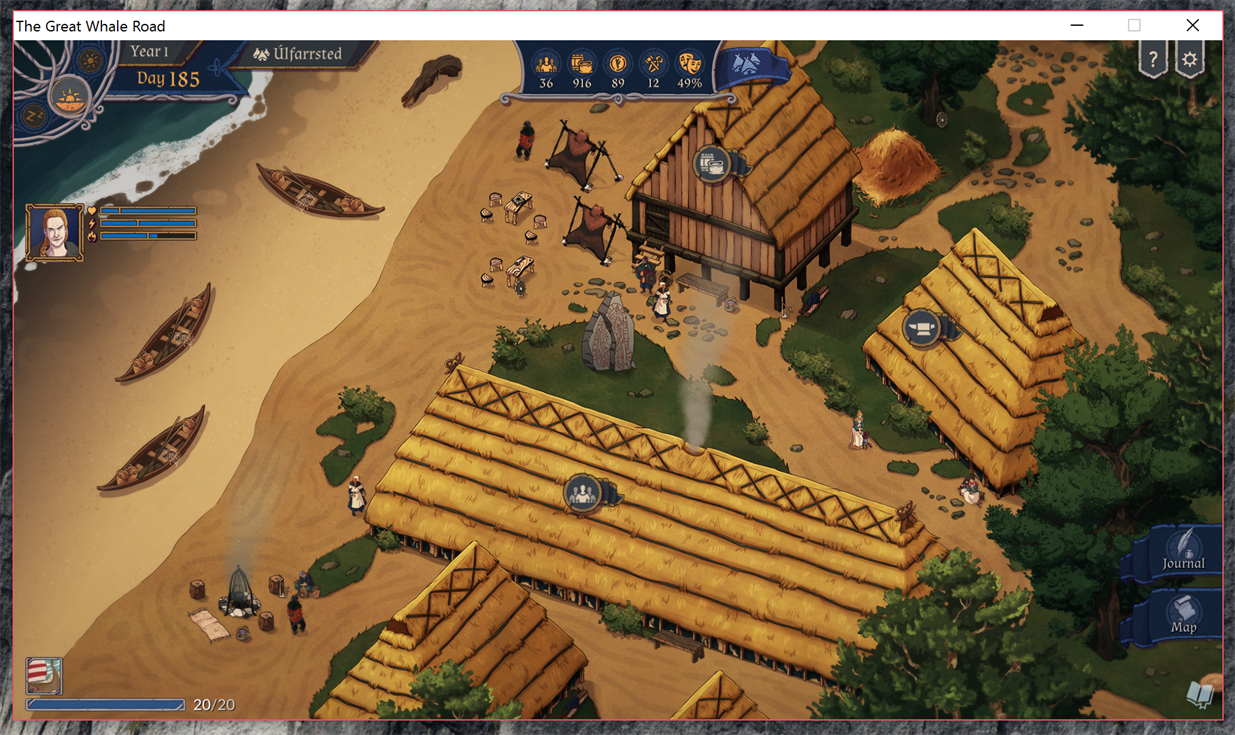 The Great Whale Road
Year 1
Day 185
Úlfarrsted
36
916
89
12
49%
?
Journal
Map
20/20